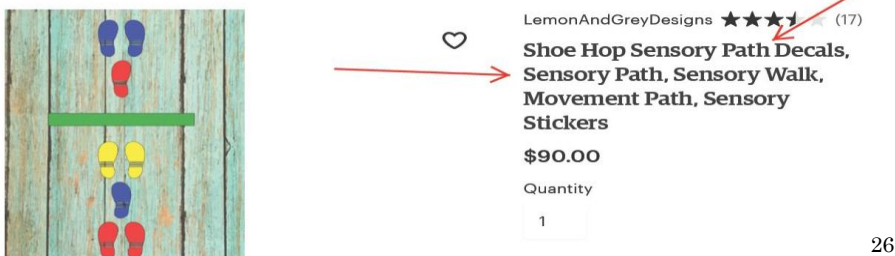 LemonAndGreyDesigns ★★★★★ (17)
Shoe Hop Sensory Path Decals,
Sensory Path, Sensory Walk,
Movement Path, Sensory
Stickers
$90.00
Quantity
1
26